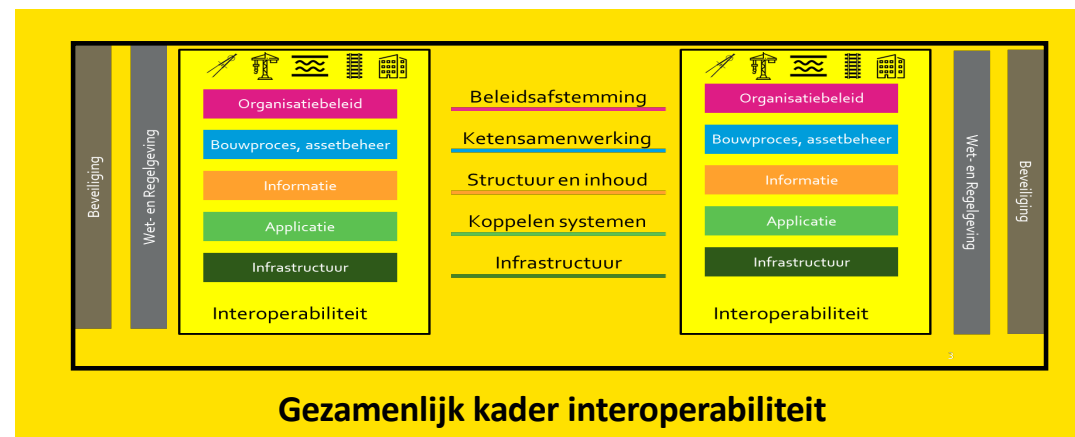 Beveiliging
Wet- en Regelgeving
Organisatiebeleid
Bouwproces, assetbeheer
Informatie
Applicatie
Infrastructuur
Interoperabiliteit
Beleidsafstemming
Ketensamenwerking
Structuur en inhoud
Koppelen systemen
Infrastructuur
Organisatiebeleid
Bouwproces, assetbeheer
Informatie
Applicatie
Infrastructuur
Interoperabiliteit
Wet- en Regelgeving
Beveiliging
3
Gezamenlijk kader interoperabiliteit